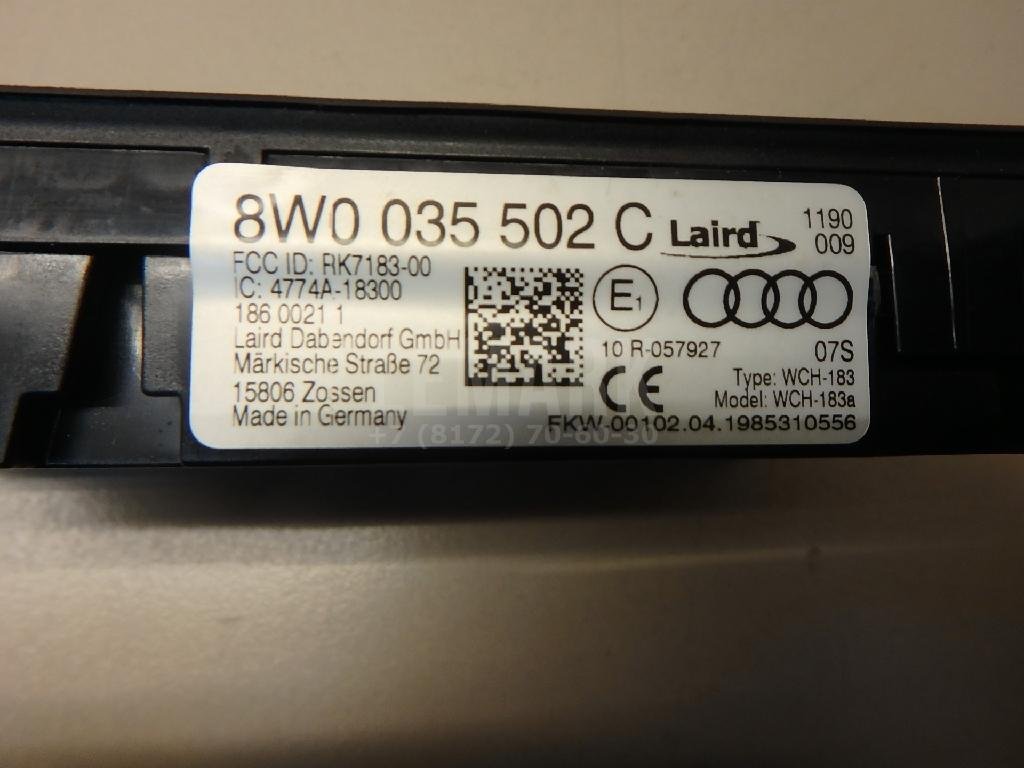 8W0 035 502 C
Laird
1190
009
FCC ID: RK7183-00
IC: 4774A-18300
186 0021 1
Laird Dabendorf GmbH
Märkische Straße 72
15806 Zossen
Made in Germany
E1
10 R-057927
07S
CE
Type: WCH-183
Model: WCH-183a
FKW-00102.04.1985310556
+7 (8172) 70-60-30